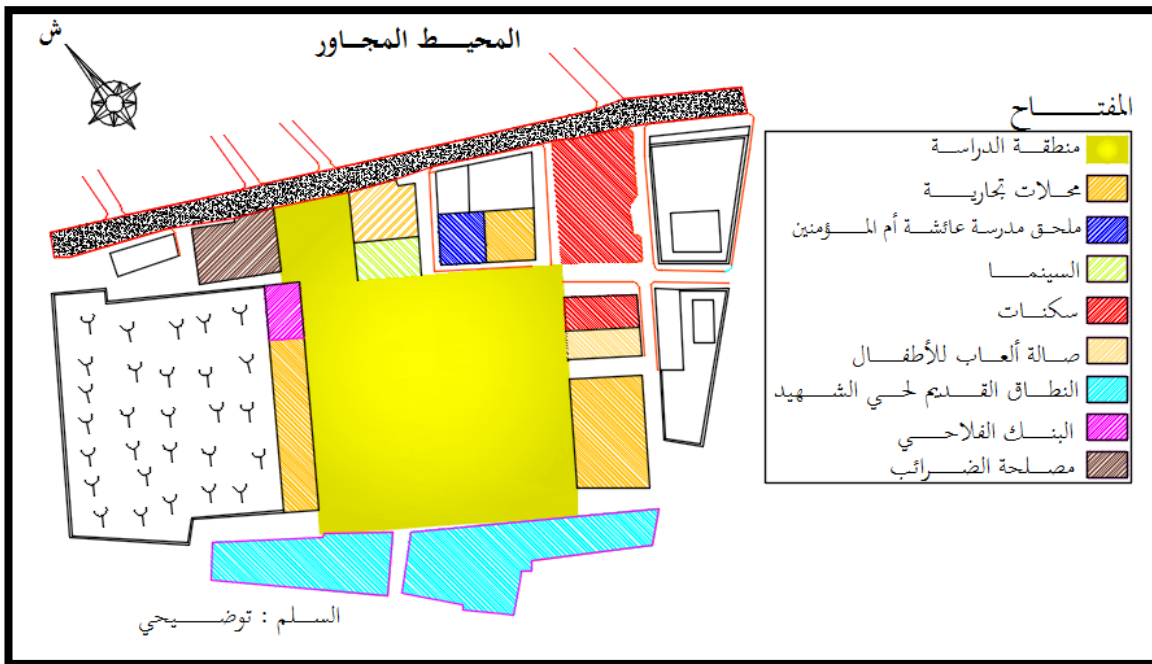 ش
المحيط المجاور
المفتاح
منطقة الدراسة
محلات تجارية
ملحق مدرسة عائشة أم المؤمنين
السينما
سكنات
صالة ألعاب للأطفال
النطاق القديم لحي الشهيد
البنك الفلاحي
مصلحة الضرائب
السلم : توضيحي